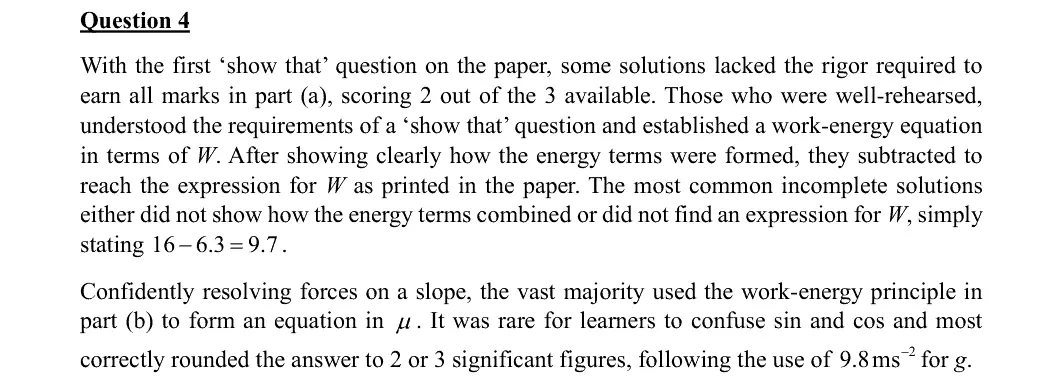 Question 4
With the first ‘show that’ question on the paper, some solutions lacked the rigor required to
earn all marks in part (a), scoring 2 out of the 3 available. Those who were well-rehearsed,
understood the requirements of a ‘show that’ question and established a work-energy equation
in terms of W. After showing clearly how the energy terms were formed, they subtracted to
reach the expression for W as printed in the paper. The most common incomplete solutions
either did not show how the energy terms combined or did not find an expression for W, simply
stating 16 – 6.3 = 9.7 .
Confidently resolving forces on a slope, the vast majority used the work-energy principle in
part (b) to form an equation in μ . It was rare for learners to confuse sin and cos and most
correctly rounded the answer to 2 or 3 significant figures, following the use of 9.8 ms⁻² for g.